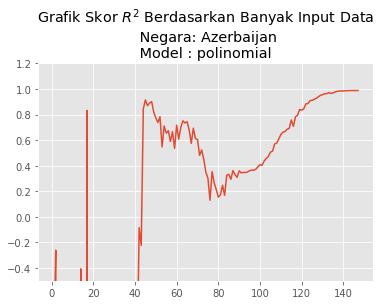 Grafik Skor R² Berdasarkan Banyak Input Data
Negara: Azerbaijan
Model : polinomial
1.2
1.0
0.8
0.6
0.4
0.2
0.0
−0.2
−0.4
0 20 40 60 80 100 120 140